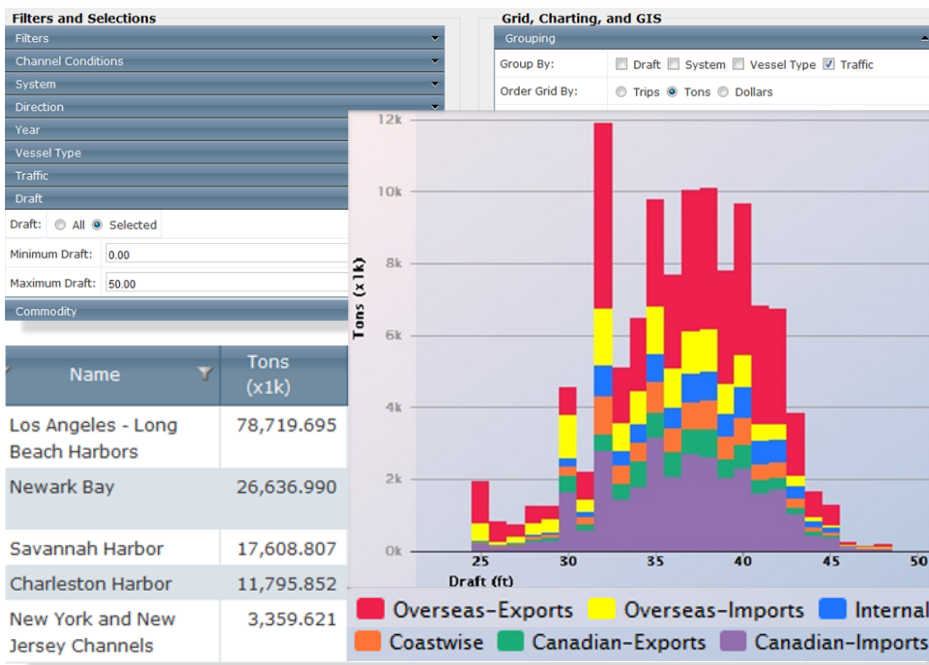 Filters and Selections
Filters
Channel Conditions
System
Direction
Year
Vessel Type
Traffic
Draft
Draft: All Selected
Minimum Draft: 0.00
Maximum Draft: 50.00
Commodity
Grid, Charting, and GIS
Grouping
Group By: Draft System Vessel Type Traffic
Order Grid By: Trips Tons Dollars
Name Tons
(x1k)
Los Angeles - Long 78,719.695
Beach Harbors
Newark Bay 26,636.990
Savannah Harbor 17,608.807
Charleston Harbor 11,795.852
New York and New 3,359.621
Jersey Channels
12k
10k
8k
6k
4k
2k
0k
Tons (x1k)
25 30 35 40 45 50
Draft (ft)
Overseas-Exports Overseas-Imports Internal
Coastwise Canadian-Exports Canadian-Imports